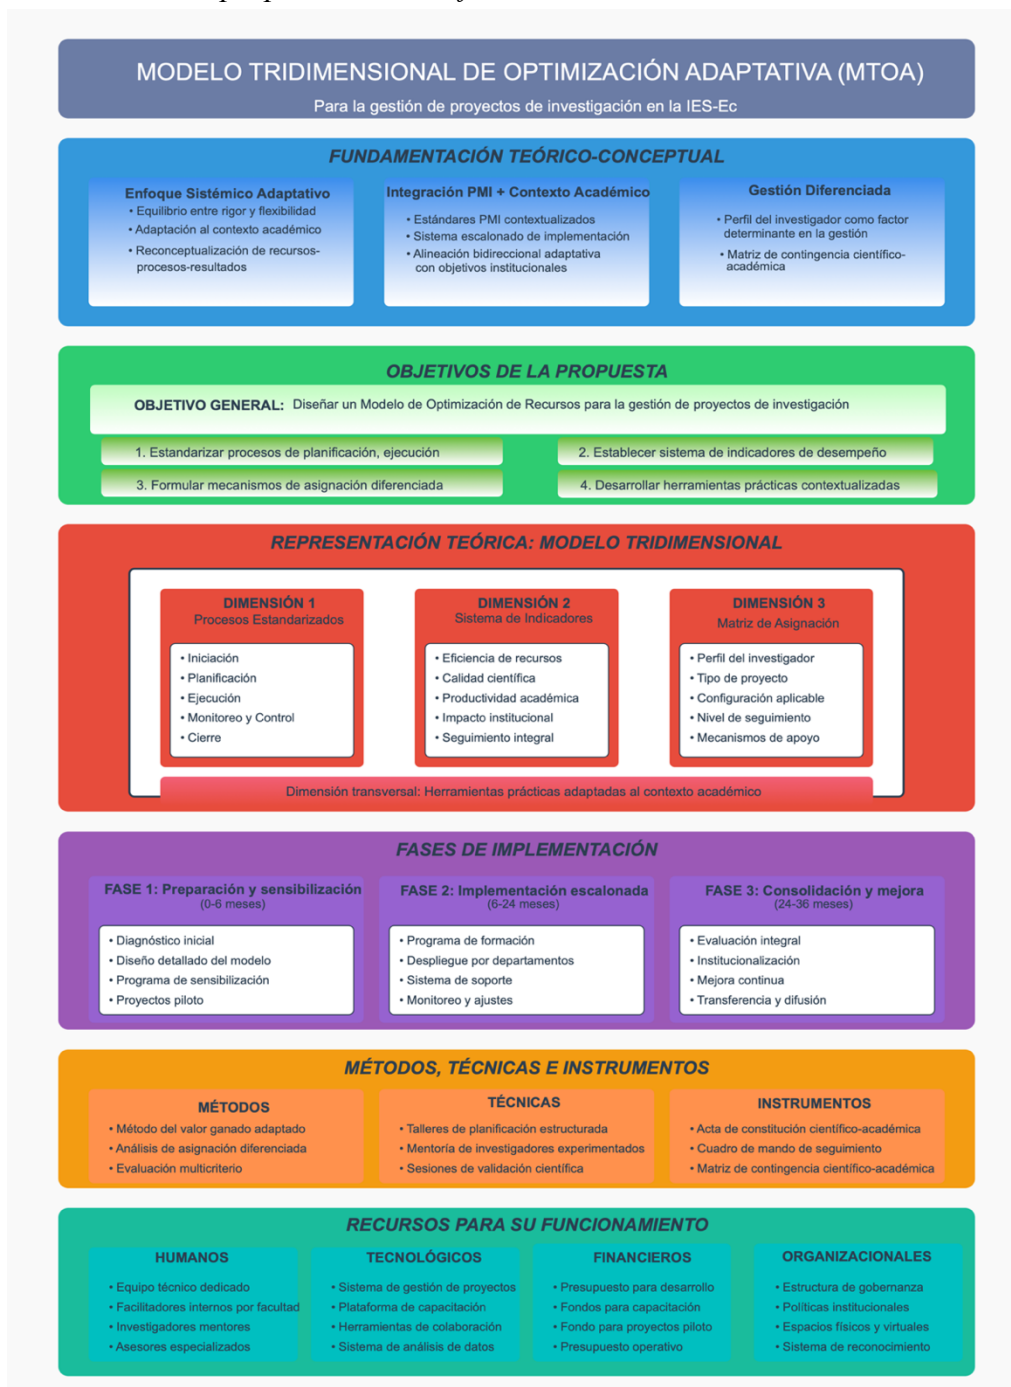 MODELO TRIDIMENSIONAL DE OPTIMIZACIÓN ADAPTATIVA (MTOA)
Para la gestión de proyectos de investigación en la IES-Ec
FUNDAMENTACIÓN TEÓRICO-CONCEPTUAL
Enfoque Sistémico Adaptativo
• Equilibrio entre rigor y flexibilidad
• Adaptación al contexto académico
• Reconceptualización de recursos-
procesos-resultados
Integración PMI + Contexto Académico
• Estándares PMI contextualizados
• Sistema escalonado de implementación
• Alineación bidireccional adaptativa
con objetivos institucionales
Gestión Diferenciada
• Perfil del investigador como factor
determinante en la gestión
• Matriz de contingencia científico-
académica
OBJETIVOS DE LA PROPUESTA
OBJETIVO GENERAL: Diseñar un Modelo de Optimización de Recursos para la gestión de proyectos de investigación
1. Estandarizar procesos de planificación, ejecución
2. Establecer sistema de indicadores de desempeño
3. Formular mecanismos de asignación diferenciada
4. Desarrollar herramientas prácticas contextualizadas
REPRESENTACIÓN TEÓRICA: MODELO TRIDIMENSIONAL
DIMENSIÓN 1
Procesos Estandarizados
• Iniciación
• Planificación
• Ejecución
• Monitoreo y Control
• Cierre
DIMENSIÓN 2
Sistema de Indicadores
• Eficiencia de recursos
• Calidad científica
• Productividad académica
• Impacto institucional
• Seguimiento integral
DIMENSIÓN 3
Matriz de Asignación
• Perfil del investigador
• Tipo de proyecto
• Configuración aplicable
• Nivel de seguimiento
• Mecanismos de apoyo
Dimensión transversal: Herramientas prácticas adaptadas al contexto académico
FASES DE IMPLEMENTACIÓN
FASE 1: Preparación y sensibilización
(0-6 meses)
• Diagnóstico inicial
• Diseño detallado del modelo
• Programa de sensibilización
• Proyectos piloto
FASE 2: Implementación escalonada
(6-24 meses)
• Programa de formación
• Despliegue por departamentos
• Sistema de soporte
• Monitoreo y ajustes
FASE 3: Consolidación y mejora
(24-36 meses)
• Evaluación integral
• Institucionalización
• Mejora continua
• Transferencia y difusión
MÉTODOS, TÉCNICAS E INSTRUMENTOS
MÉTODOS
• Método del valor ganado adaptado
• Análisis de asignación diferenciada
• Evaluación multicriterio
TÉCNICAS
• Talleres de planificación estructurada
• Mentoría de investigadores experimentados
• Sesiones de validación científica
INSTRUMENTOS
• Acta de constitución científico-académica
• Cuadro de mando de seguimiento
• Matriz de contingencia científico-académica
RECURSOS PARA SU FUNCIONAMIENTO
HUMANOS
• Equipo técnico dedicado
• Facilitadores internos por facultad
• Investigadores mentores
• Asesores especializados
TECNOLÓGICOS
• Sistema de gestión de proyectos
• Plataforma de capacitación
• Herramientas de colaboración
• Sistema de análisis de datos
FINANCIEROS
• Presupuesto para desarrollo
• Fondos para capacitación
• Fondo para proyectos piloto
• Presupuesto operativo
ORGANIZACIONALES
• Estructura de gobernanza
• Políticas institucionales
• Espacios físicos y virtuales
• Sistema de reconocimiento